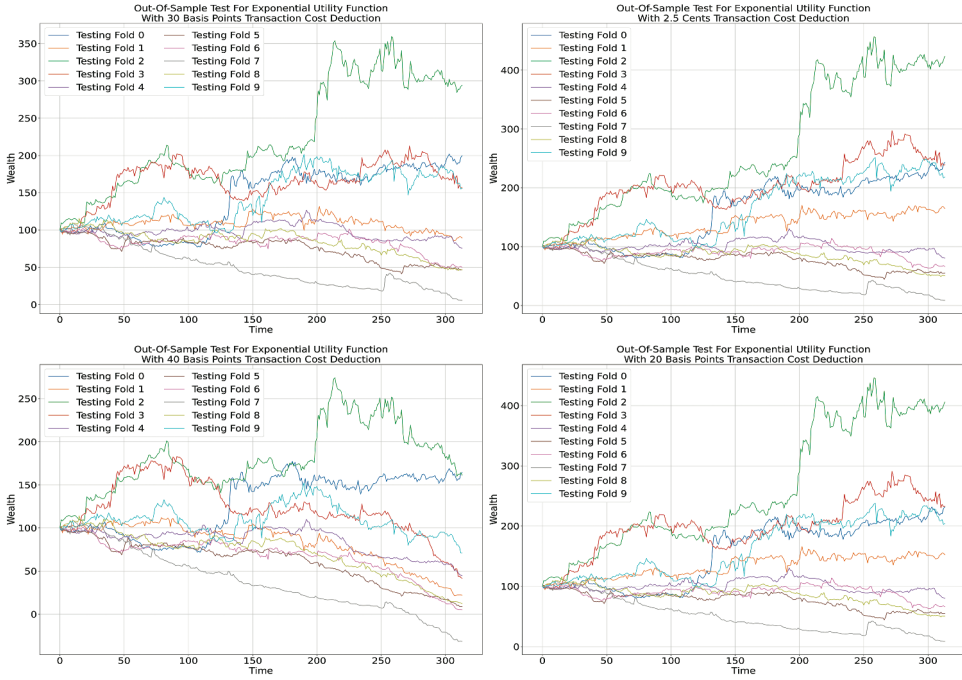 Out-Of-Sample Test For Exponential Utility Function
With 30 Basis Points Transaction Cost Deduction
Testing Fold 0
Testing Fold 1
Testing Fold 2
Testing Fold 3
Testing Fold 4
Testing Fold 5
Testing Fold 6
Testing Fold 7
Testing Fold 8
Testing Fold 9
350
300
250
200
150
100
50
0
Wealth
0 50 100 150 200 250 300
Time
Out-Of-Sample Test For Exponential Utility Function
With 2.5 Cents Transaction Cost Deduction
Testing Fold 0
Testing Fold 1
Testing Fold 2
Testing Fold 3
Testing Fold 4
Testing Fold 5
Testing Fold 6
Testing Fold 7
Testing Fold 8
Testing Fold 9
400
300
200
100
0
Wealth
0 50 100 150 200 250 300
Time
Out-Of-Sample Test For Exponential Utility Function
With 40 Basis Points Transaction Cost Deduction
Testing Fold 0
Testing Fold 1
Testing Fold 2
Testing Fold 3
Testing Fold 4
Testing Fold 5
Testing Fold 6
Testing Fold 7
Testing Fold 8
Testing Fold 9
250
200
150
100
50
0
Wealth
0 50 100 150 200 250 300
Time
Out-Of-Sample Test For Exponential Utility Function
With 20 Basis Points Transaction Cost Deduction
Testing Fold 0
Testing Fold 1
Testing Fold 2
Testing Fold 3
Testing Fold 4
Testing Fold 5
Testing Fold 6
Testing Fold 7
Testing Fold 8
Testing Fold 9
400
300
200
100
0
Wealth
0 50 100 150 200 250 300
Time